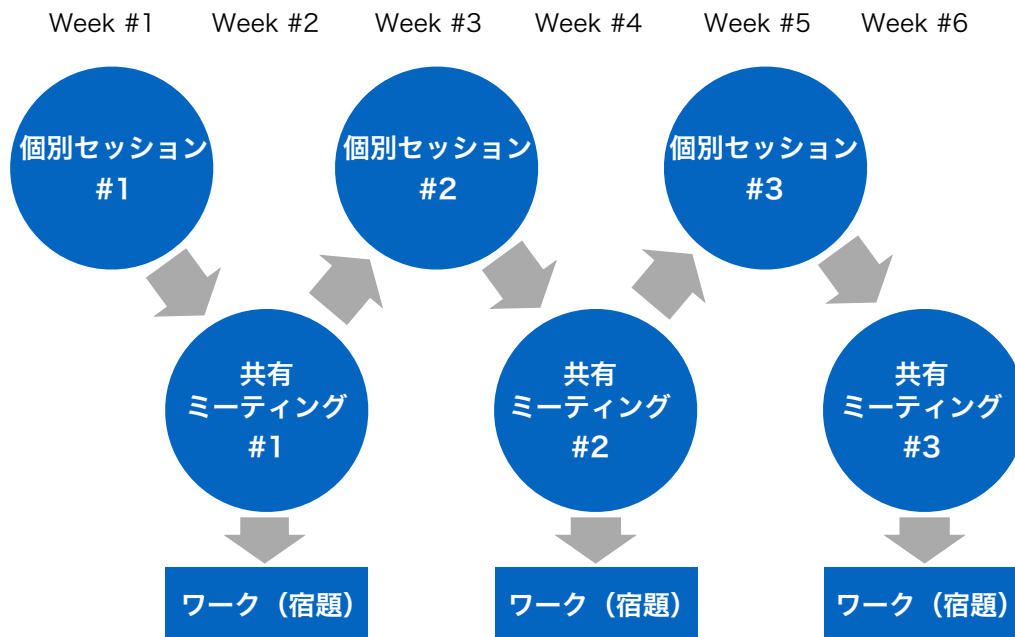 Week #1 Week #2 Week #3 Week #4 Week #5 Week #6
個別セッション
#1
個別セッション
#2
個別セッション
#3
共有
ミーティング
#1
共有
ミーティング
#2
共有
ミーティング
#3
ワーク（宿題）
ワーク（宿題）
ワーク（宿題）